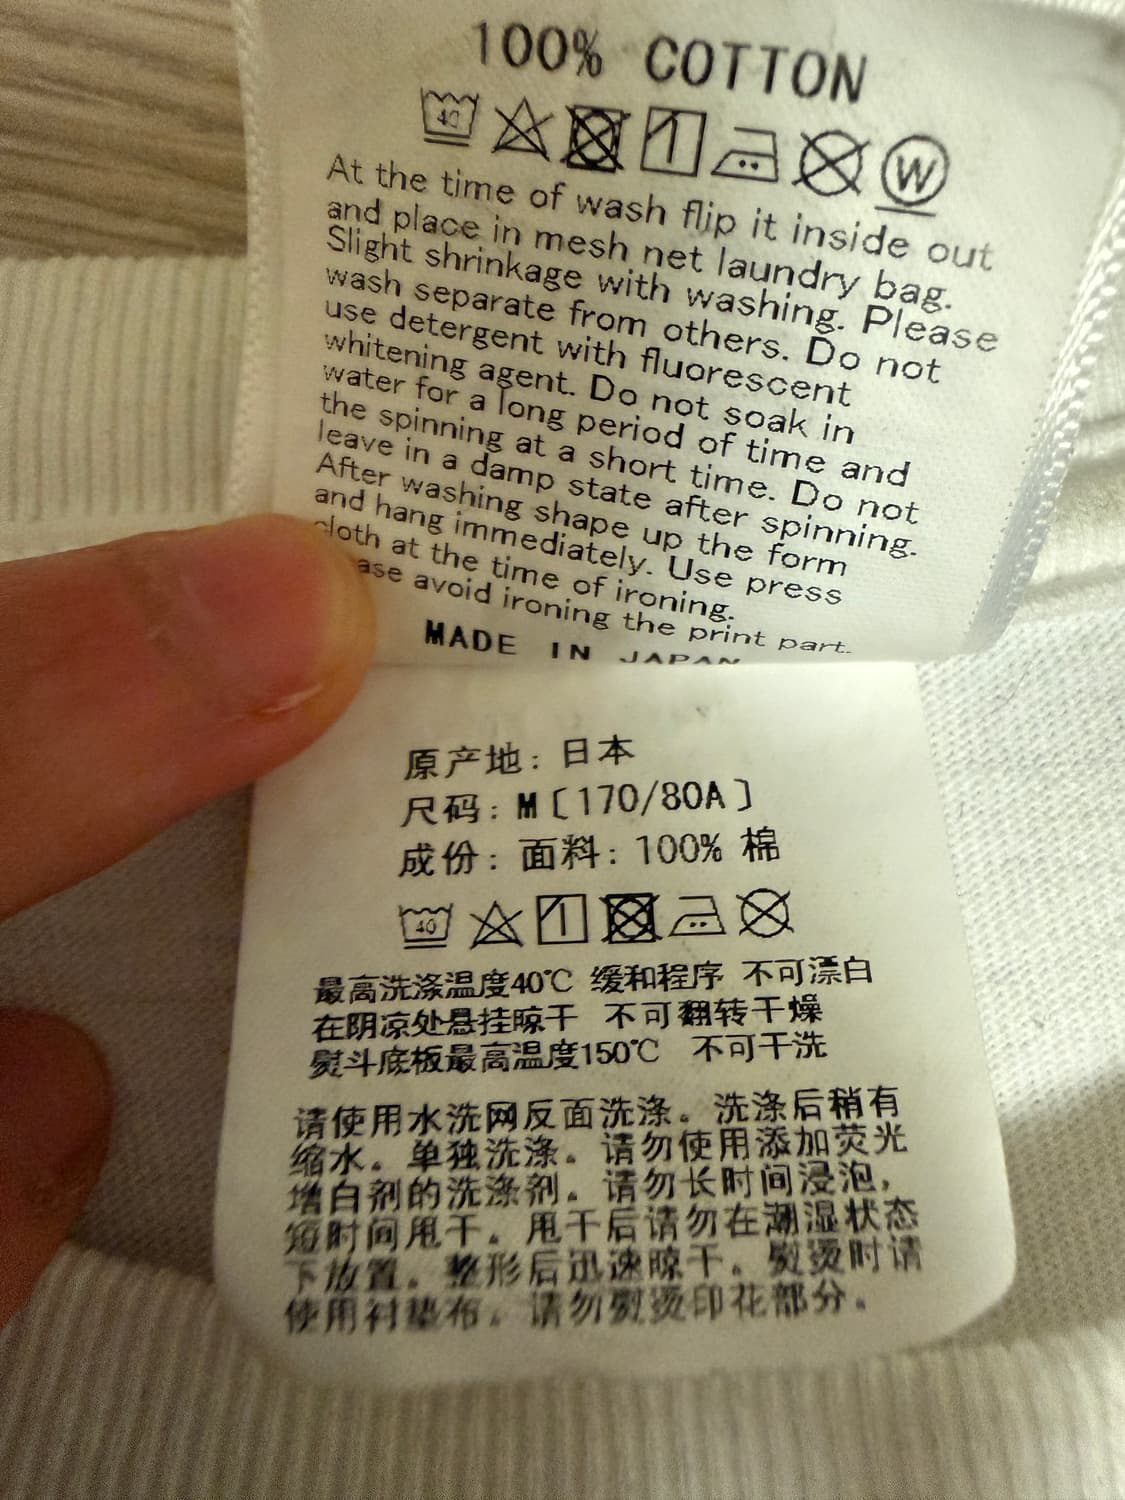 100% COTTON
40
W
At the time of wash flip it inside out
and place in mesh net laundry bag.
Slight shrinkage with washing. Please
wash separate from others. Do not
use detergent with fluorescent
whitening agent. Do not soak in
water for a long period of time and
the spinning at a short time. Do not
leave in a damp state after spinning.
After washing shape up the form
and hang immediately. Use press
cloth at the time of ironing.
ase avoid ironing the print part.
MADE IN JAPAN
原产地：日本
尺码：M〔170/80A〕
成份：面料：100% 棉
40
最高洗涤温度40℃ 缓和程序 不可漂白
在阴凉处悬挂晾干 不可翻转干燥
熨斗底板最高温度150℃ 不可干洗
请使用水洗网反面洗涤。洗涤后稍有
缩水。单独洗涤。请勿使用添加荧光
增白剂的洗涤剂。请勿长时间浸泡，
短时间甩干。甩干后请勿在潮湿状态
下放置。整形后迅速晾干。熨烫时请
使用衬垫布。请勿熨烫印花部分。